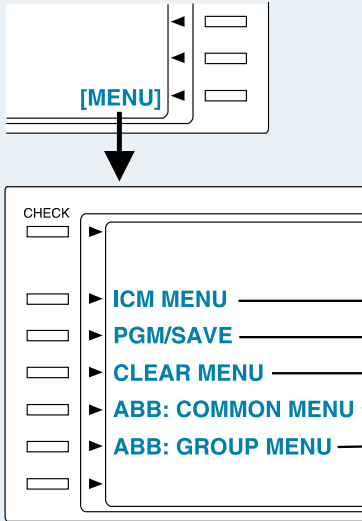 [MENU]
CHECK
ICM MENU
PGM/SAVE
CLEAR MENU
ABB: COMMON MENU
ABB: GROUP MENU